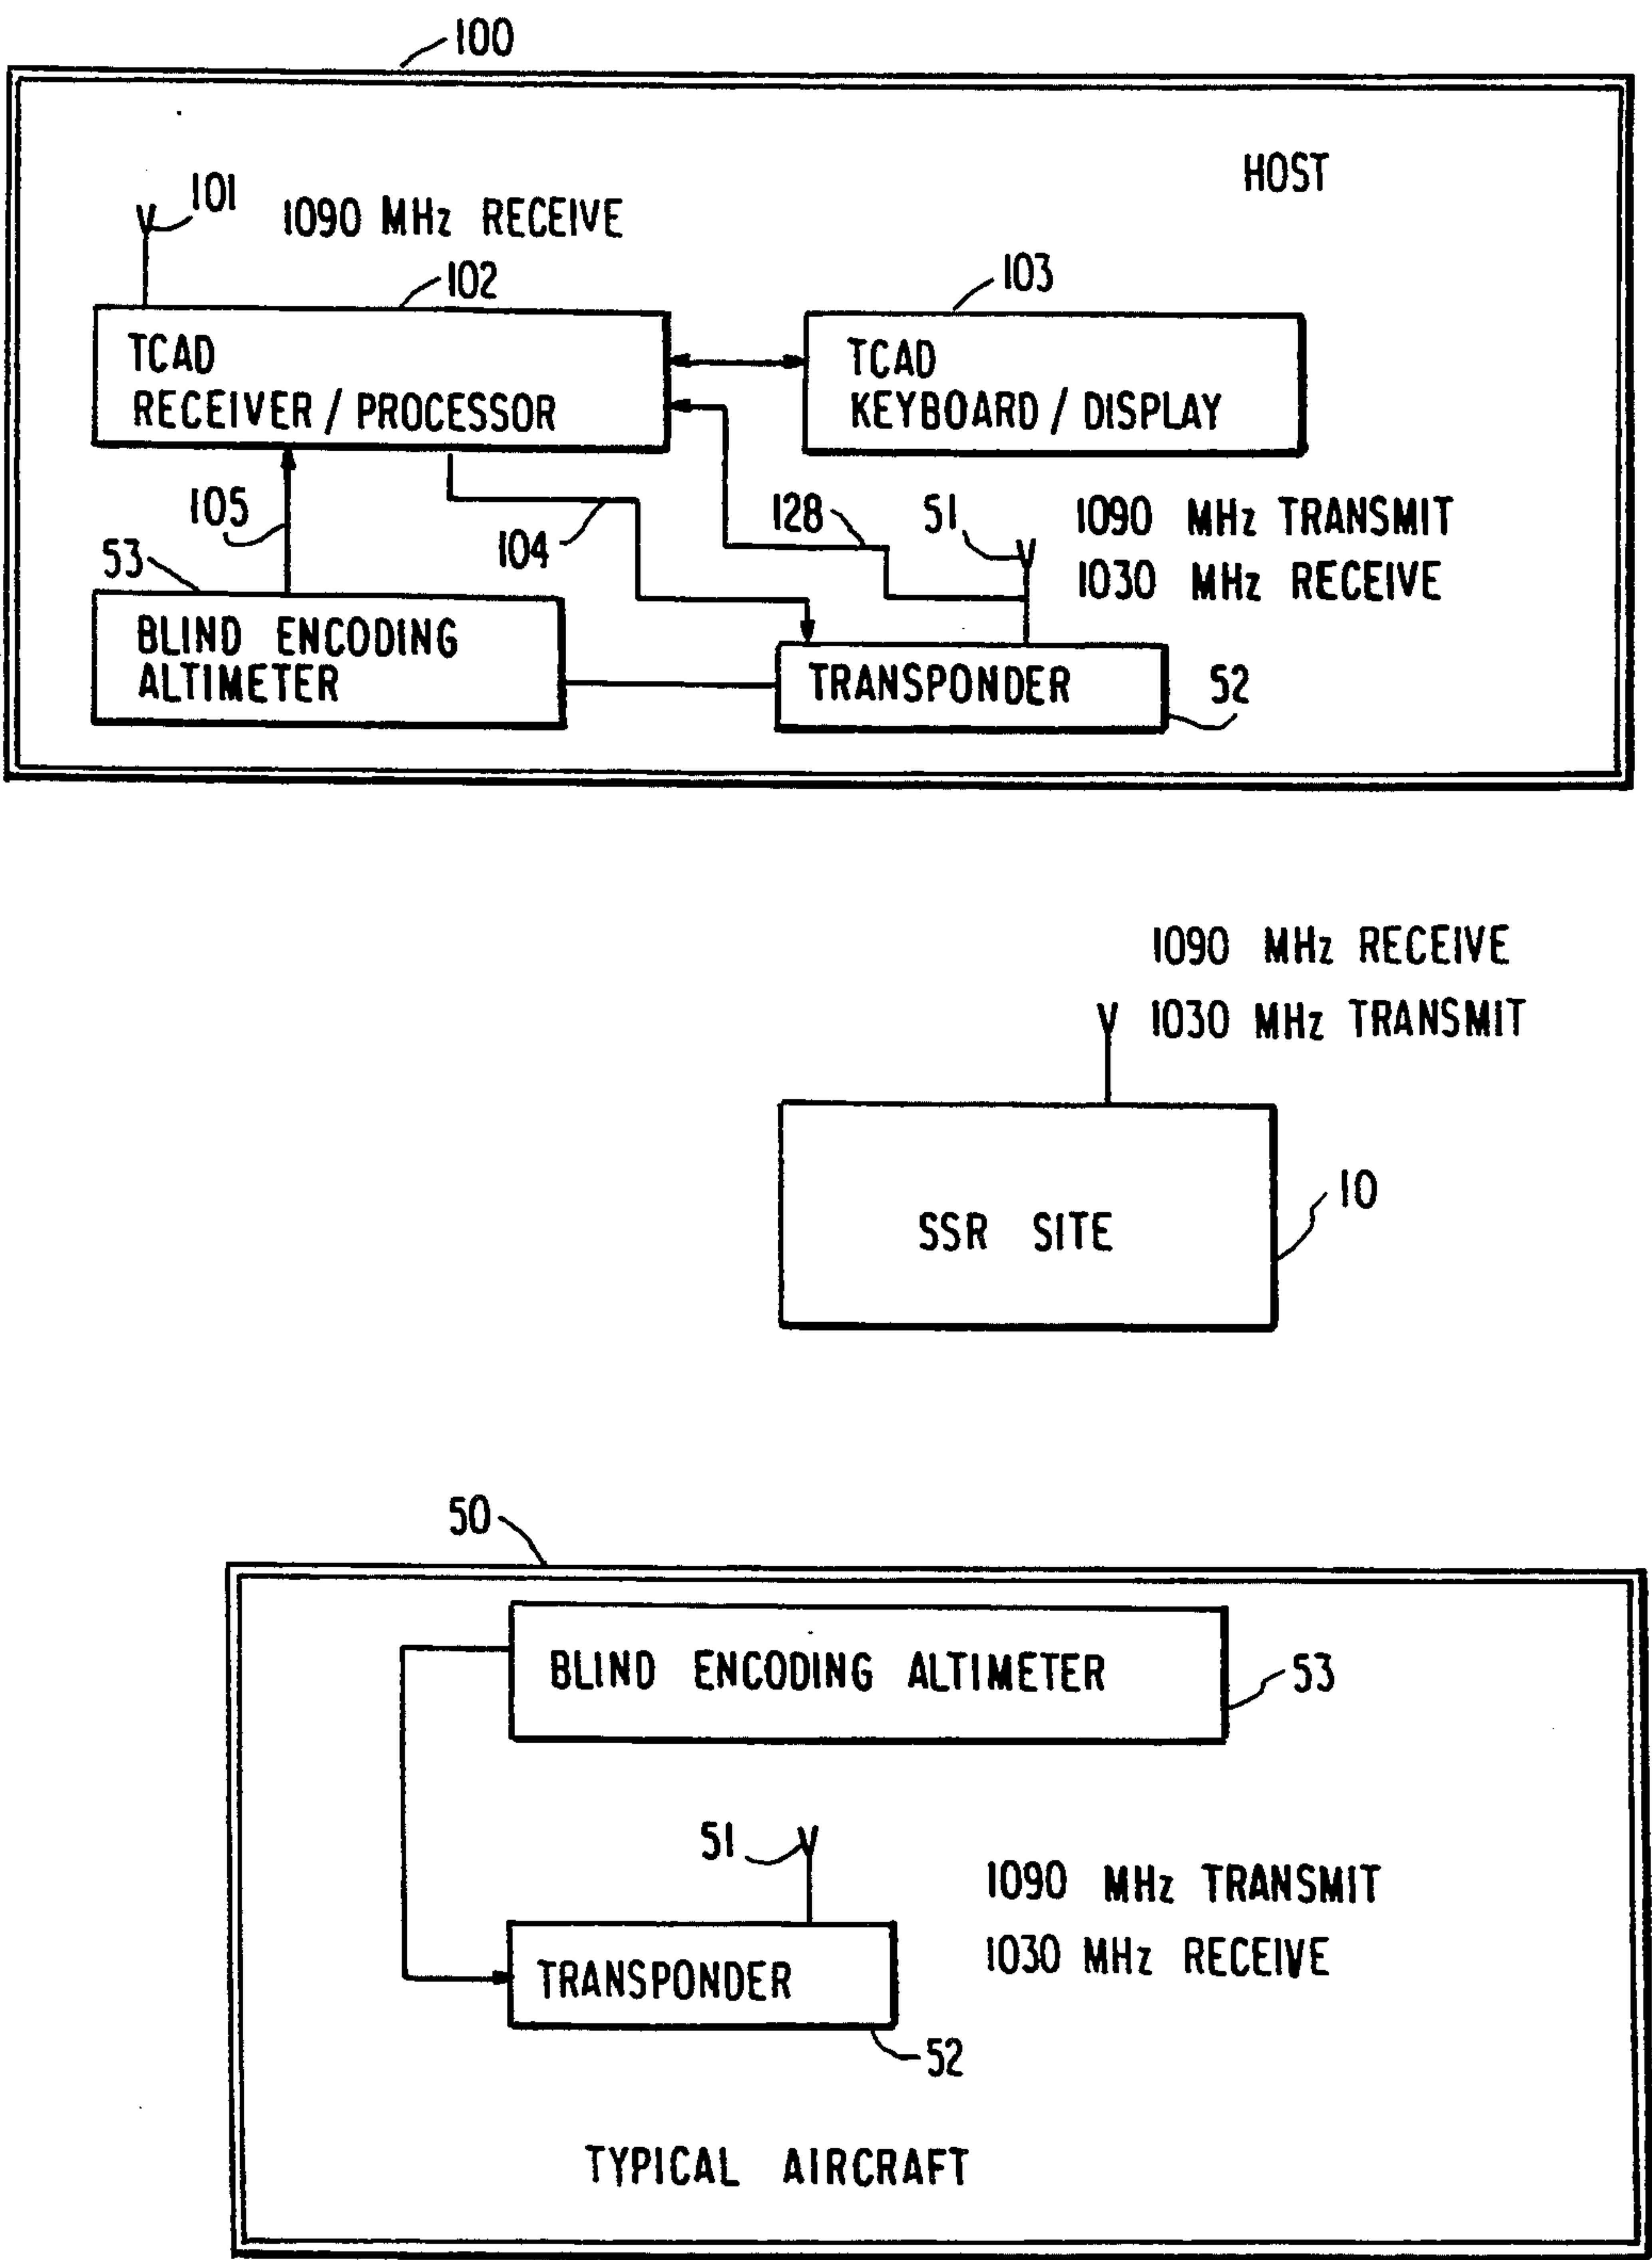 100
HOST
101
1090 MHz RECEIVE
102
103
TCAD
RECEIVER / PROCESSOR
TCAD
KEYBOARD / DISPLAY
105
104
128
51
1090 MHz TRANSMIT
1030 MHz RECEIVE
53
BLIND ENCODING
ALTIMETER
TRANSPONDER
52
1090 MHz RECEIVE
1030 MHz TRANSMIT
SSR SITE
10
50
BLIND ENCODING ALTIMETER
53
51
1090 MHz TRANSMIT
1030 MHz RECEIVE
TRANSPONDER
52
TYPICAL AIRCRAFT